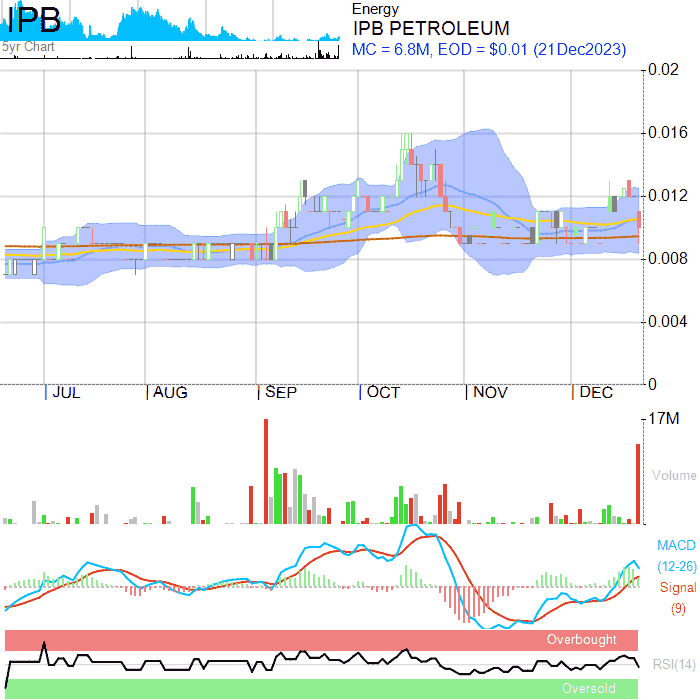 IPB
5yr Chart
Energy
IPB PETROLEUM
MC = 6.8M, EOD = $0.01 (21Dec2023)
0.02
0.016
0.012
0.008
0.004
0
JUL
AUG
SEP
OCT
NOV
DEC
17M
Volume
MACD
(12-26)
Signal
(9)
Overbought
RSI(14)
Oversold